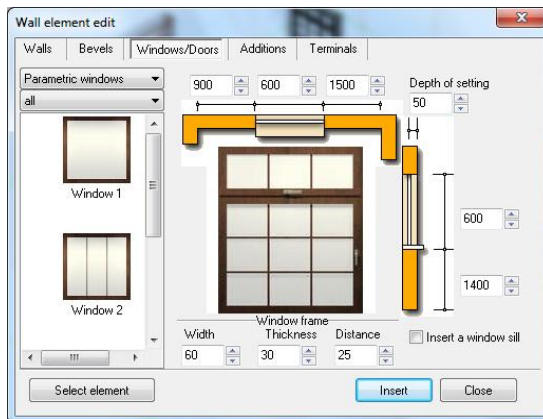 Wall element edit
Walls Bevels Windows/Doors Additions Terminals
Parametric windows
all
Window 1
Window 2
Select element
900 600 1500
Depth of setting
50
600
1400
Window frame
Width Thickness Distance
60 30 25
Insert a window sill
Insert Close